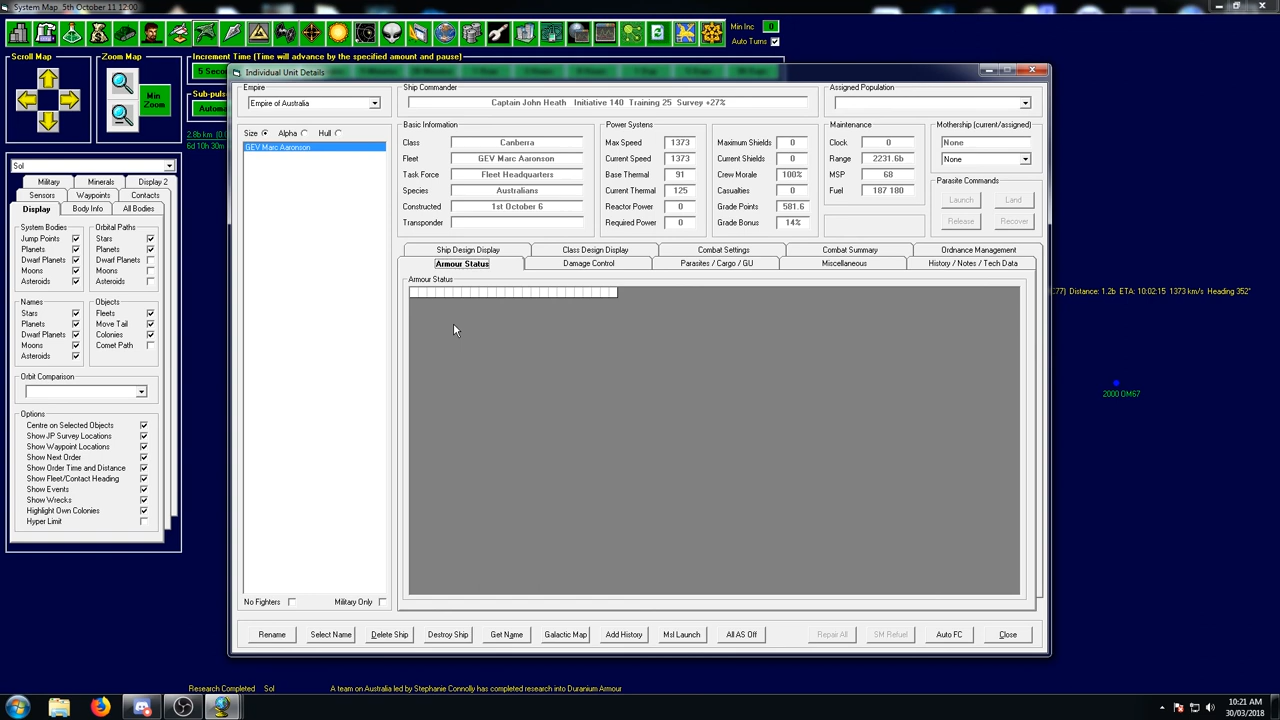 System Map 5th October 11 12:00
Min Inc 0
Auto Turns
Scroll Map
Zoom Map
Min Zoom
Increment Time (Time will advance by the specified amount and pause)
5 Seco
Sub-pul
Autom
2.8b km (0.
6d 10h 30m
Sol
Military Minerals Display 2
Sensors Waypoints Contacts
Display Body Info All Bodies
System Bodies
Jump Points
Planets
Dwarf Planets
Moons
Asteroids
Orbital Paths
Stars
Planets
Dwarf Planets
Moons
Asteroids
Names
Stars
Planets
Dwarf Planets
Moons
Asteroids
Objects
Fleets
Move Tail
Colonies
Comet Path
Orbit Comparison
Options
Centre on Selected Objects
Show JP Survey Locations
Show Waypoint Locations
Show Next Order
Show Order Time and Distance
Show Fleet/Contact Heading
Show Events
Show Wrecks
Highlight Own Colonies
Hyper Limit
Individual Unit Details
Empire
Empire of Australia
Size Alpha Hull
GEV Marc Aaronson
No Fighters Military Only
Ship Commander
Captain John Heath Initiative 140 Training 25 Survey +27%
Assigned Population
Basic Information
Class Canberra
Fleet GEV Marc Aaronson
Task Force Fleet Headquarters
Species Australians
Constructed 1st October 6
Transponder
Power Systens
Max Speed 1373
Current Speed 1373
Base Thermal 91
Current Thermal 125
Reactor Power 0
Required Power 0
Maximum Shields 0
Current Shields 0
Crew Morale 100%
Casualties 0
Grade Points 581.6
Grade Bonus 14%
Maintenance
Clock 0
Range 2231.6b
MSP 68
Fuel 187 180
Mothership (current/assigned)
None
None
Parasite Commands
Launch Land
Release Recover
Ship Design Display Class Design Display Combat Settings Combat Summary Ordnance Management
Armour Status Damage Control Parasites / Cargo / GU Miscellaneous History / Notes / Tech Data
Armour Status
Rename Select Name Delete Ship Destroy Ship Get Name Galactic Map Add History Msl Launch All AS Off Repair All SM Refuel Auto FC Close
C77) Distance: 1.2b ETA: 10:02:15 1373 km/s Heading 352°
2000 OM67
Research Completed Sol A team on Australia led by Stephanie Connolly has completed research into Duranium Armour
10:21 AM
30/03/2018